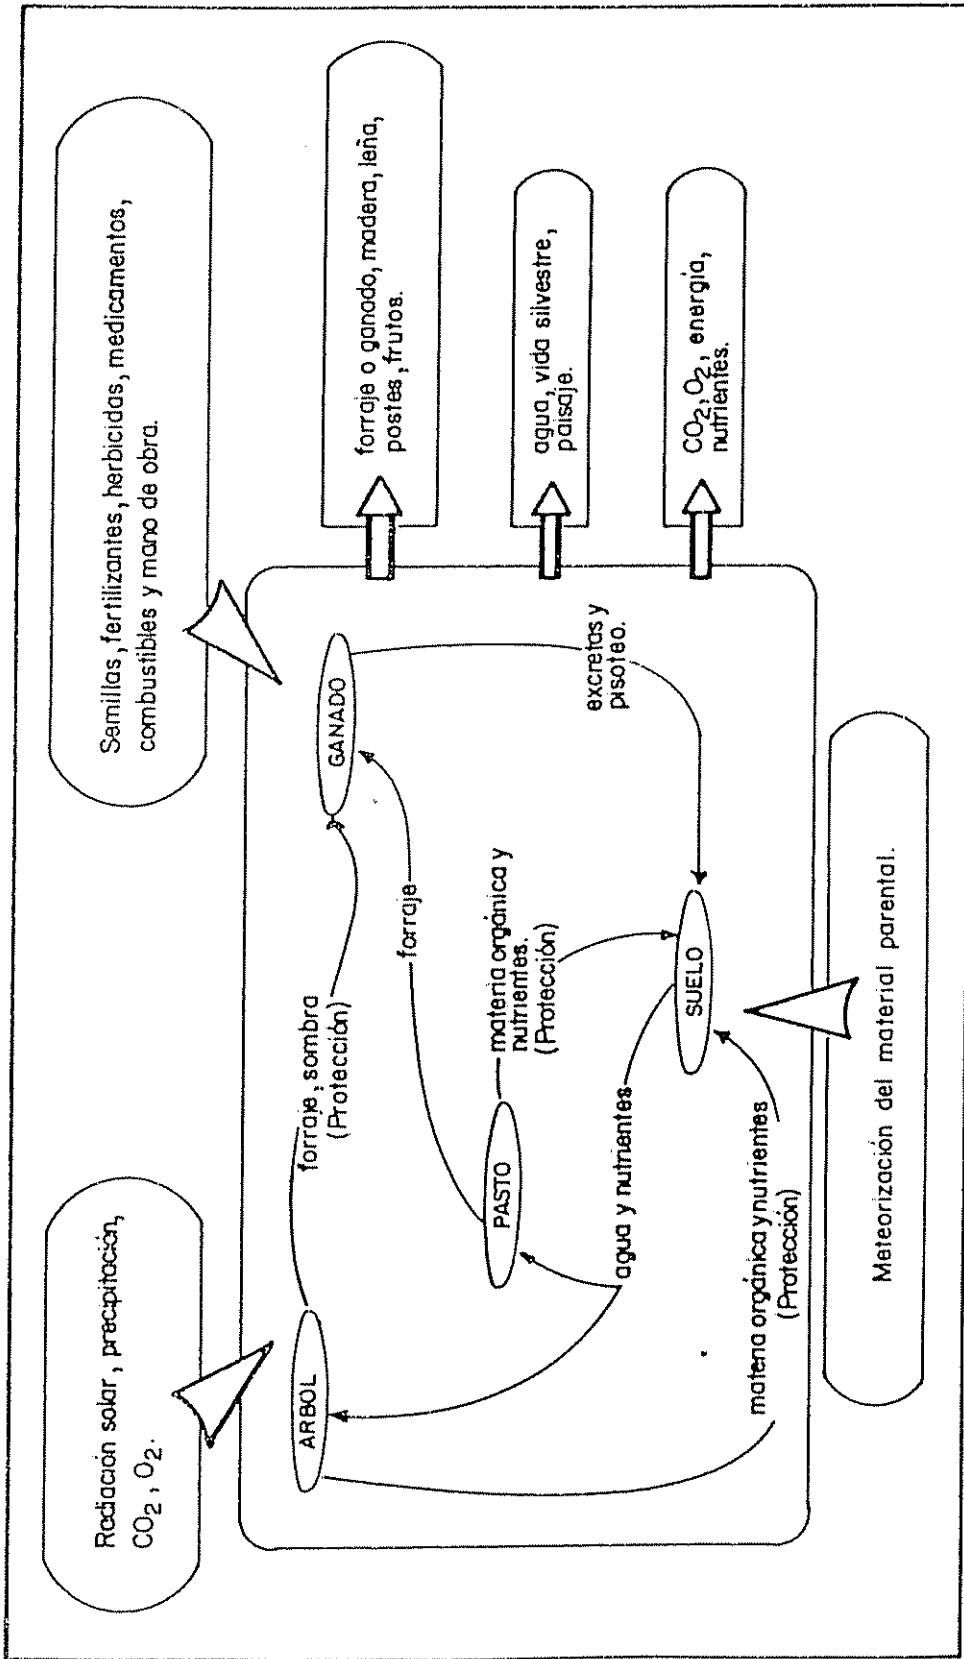 Radiación solar, precipitación,
CO2, O2.
Samillas, fertilizantes, herbicidas, medicamentos,
combustibles y mano de obra.
ARBOL
forraje, sombra
(Protección)
GANADO
forraje
PASTO
materia orgánica y
nutrientes.
(Protección)
excretas y
pisoteo.
agua y nutrientes
SUELO
materia orgánica y nutrientes
(Protección)
Meteorización del material parental.
forraje o ganado, madera, leña,
postes, frutos.
agua, vida silvestre,
paisaje.
CO2, O2, energía,
nutrientes.